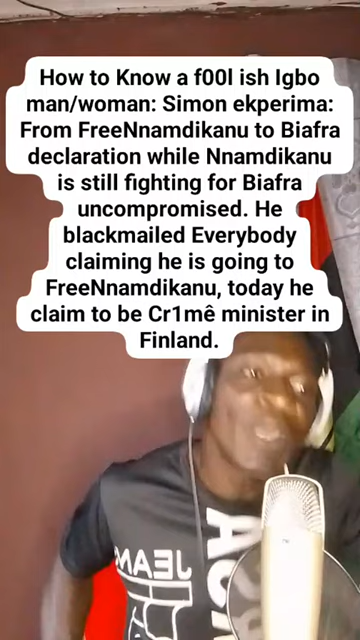 How to Know a f00l ish Igbo
man/woman: Simon ekperima:
From FreeNnamdikanu to Biafra
declaration while Nnamdikanu
is still fighting for Biafra
uncompromised. He
blackmailed Everybody
claiming he is going to
FreeNnamdikanu, today he
claim to be Cr1mê minister in
Finland.
JEAN